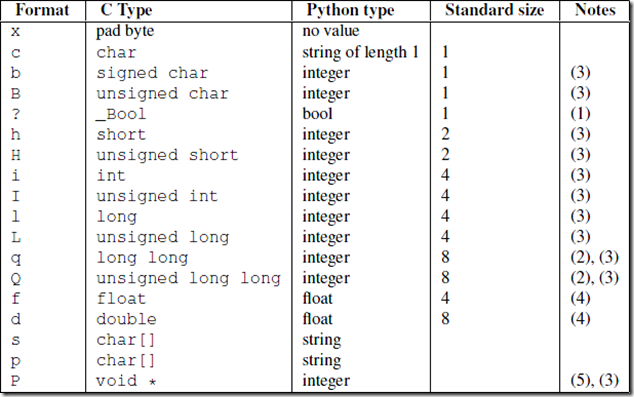 Format C Type Python type Standard size Notes
x pad byte no value
c char string of length 1 1
b signed char integer 1 (3)
B unsigned char integer 1 (3)
? _Bool bool 1 (1)
h short integer 2 (3)
H unsigned short integer 2 (3)
i int integer 4 (3)
I unsigned int integer 4 (3)
l long integer 4 (3)
L unsigned long integer 4 (3)
q long long integer 8 (2), (3)
Q unsigned long long integer 8 (2), (3)
f float float 4 (4)
d double float 8 (4)
s char[] string
p char[] string
P void * integer (5), (3)